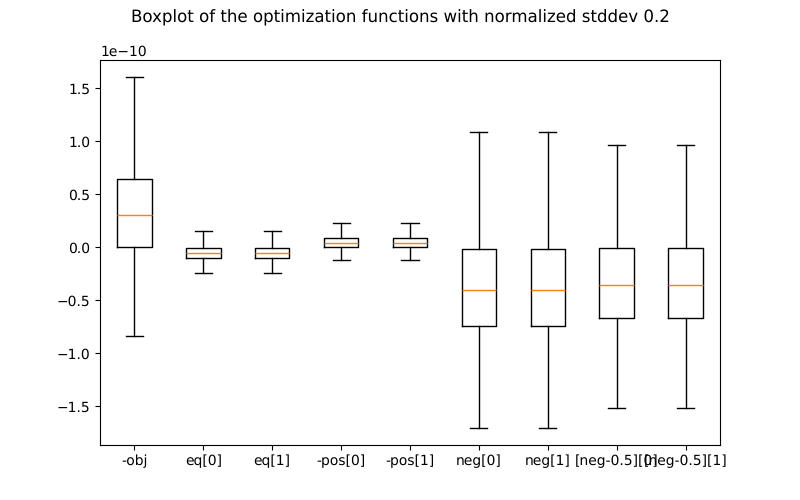 Boxplot of the optimization functions with normalized stddev 0.2
1e−10
1.5
1.0
0.5
0.0
−0.5
−1.0
−1.5
-obj eq[0] eq[1] -pos[0] -pos[1] neg[0] neg[1] [neg-0.5][0] [neg-0.5][1]